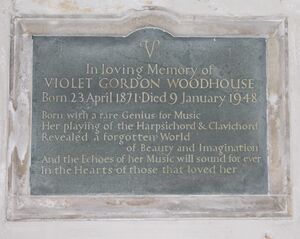 V
In Loving Memory of
VIOLET GORDON WOODHOUSE
Born 23 April 1871·Died 9 January 1948
Born with a rare Genius for Music
Her playing of the Harpsichord & Clavichord
Revealed a forgotten World
of Beauty and Imagination
And the Echoes of her Music will sound for ever
In the Hearts of those that loved her